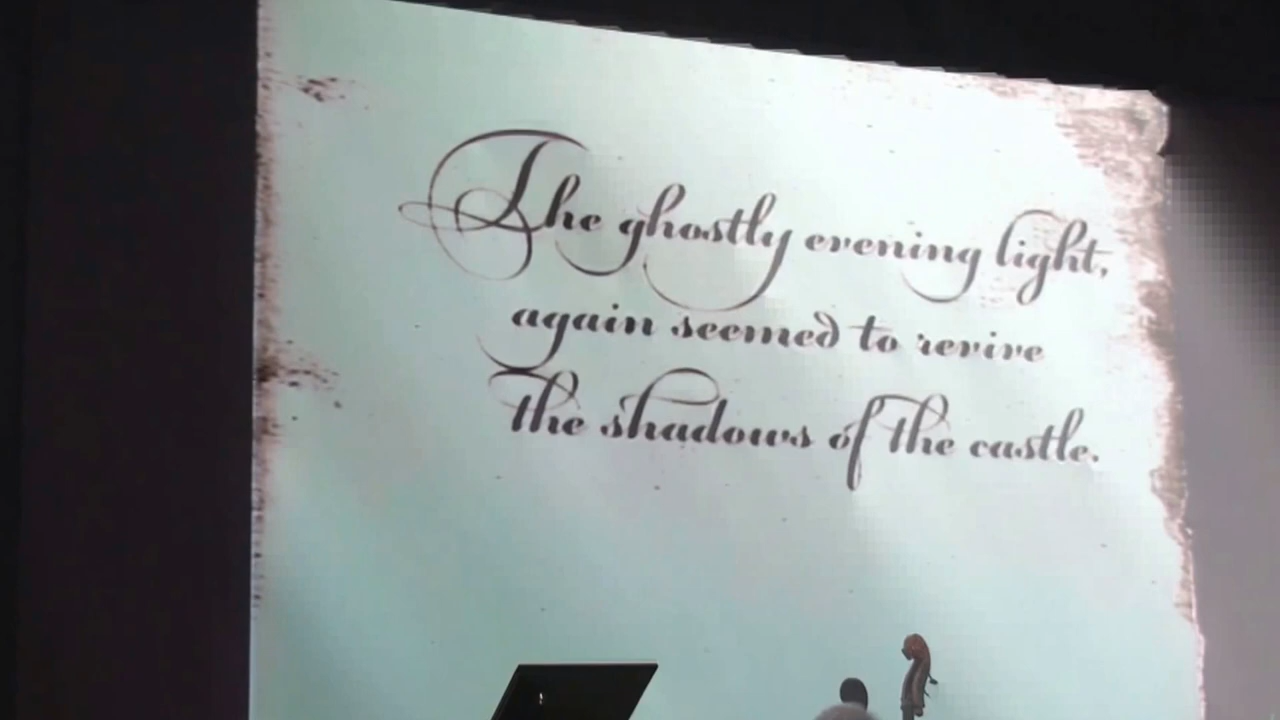 The ghostly evening light,
again seemed to revive
the shadows of the castle.